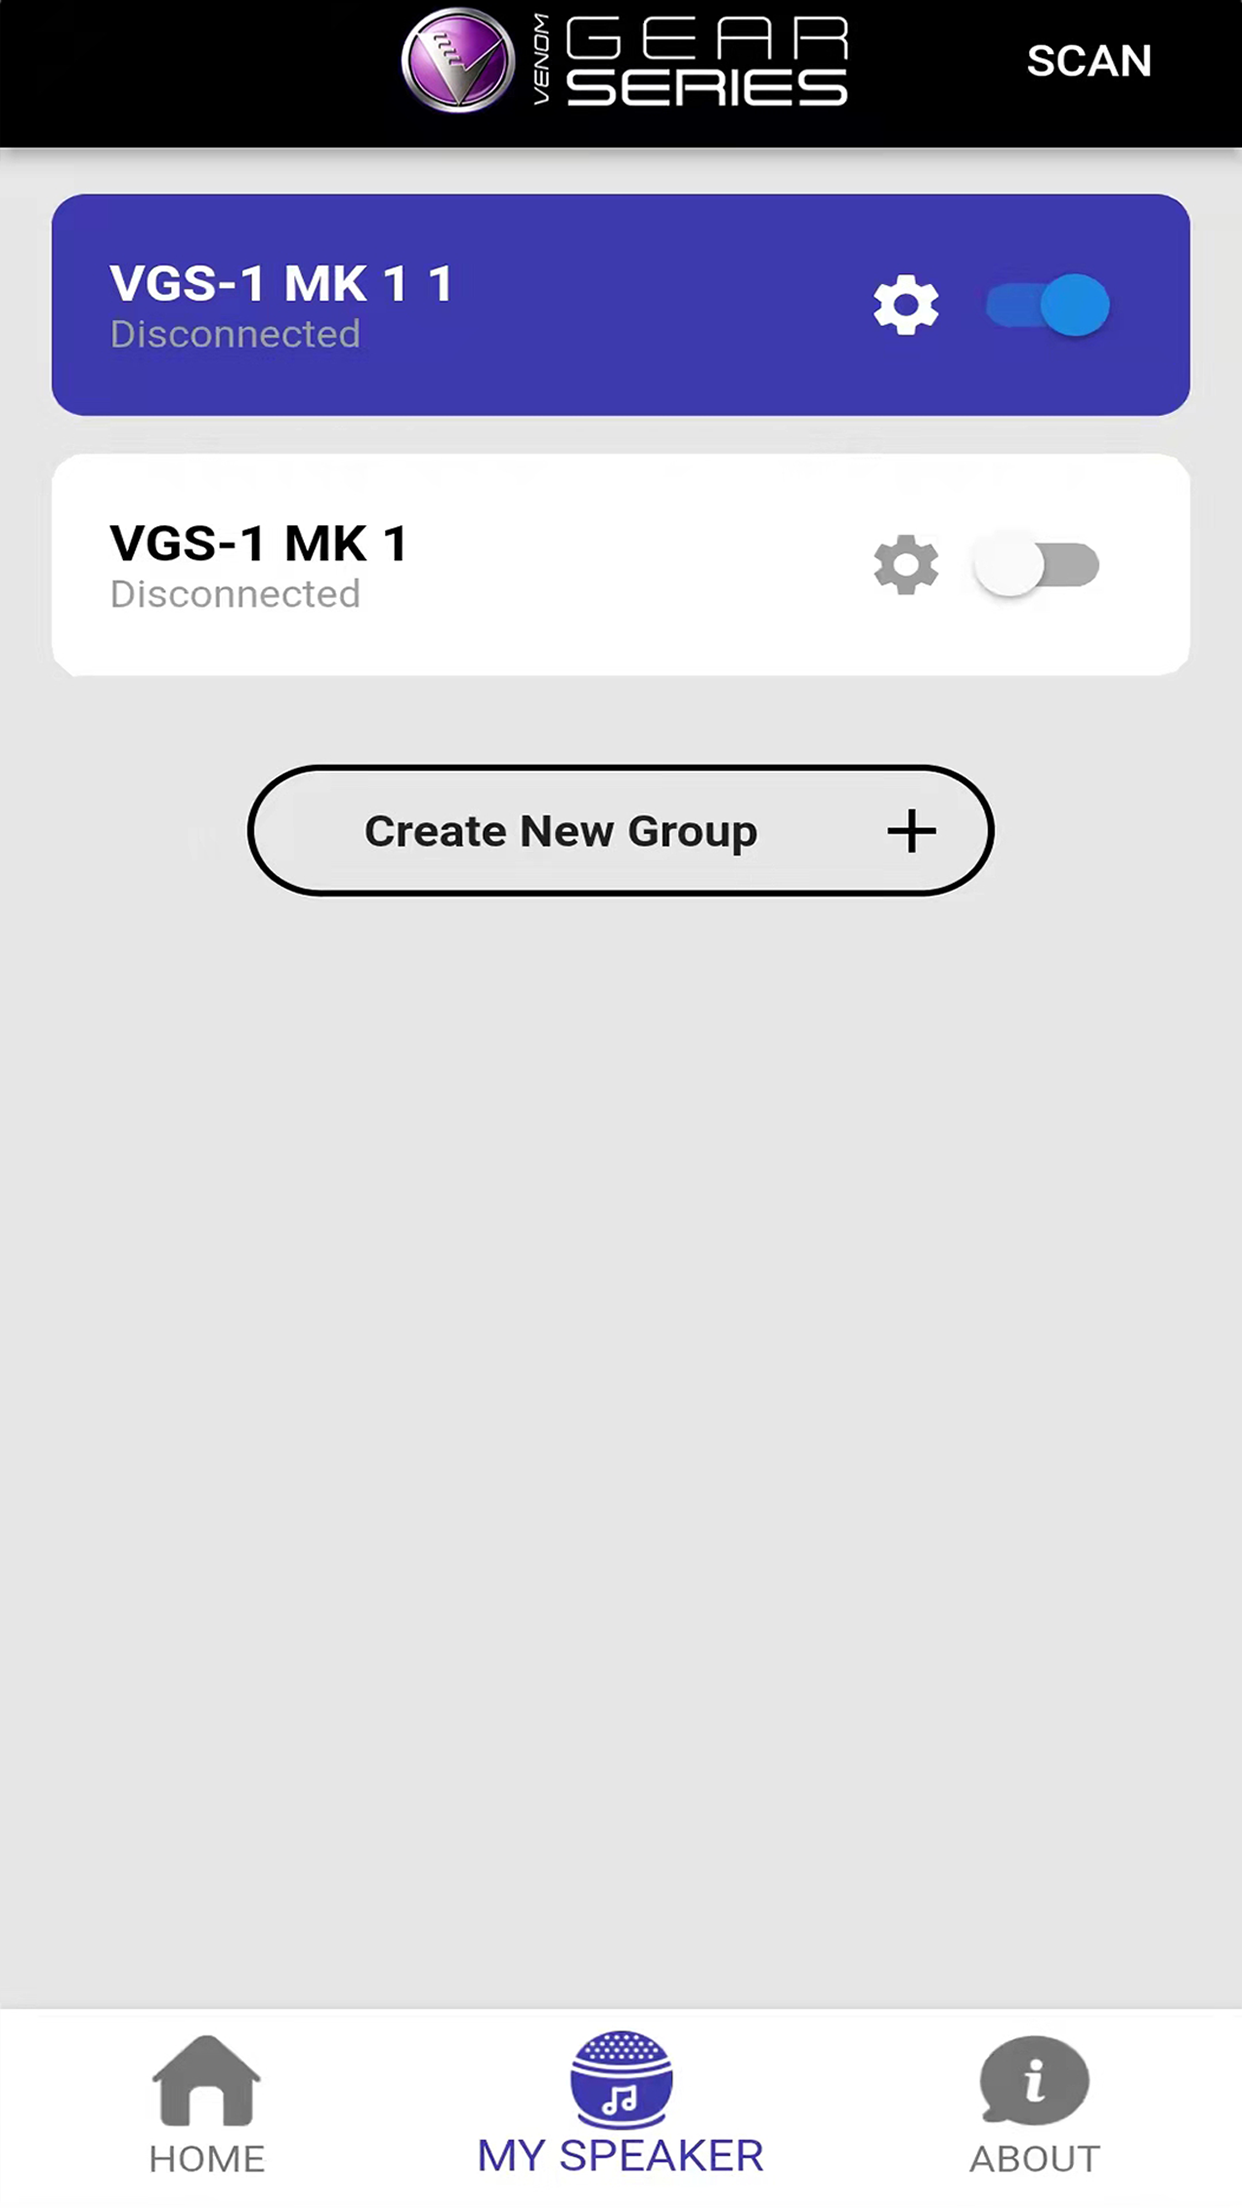 VENOM
GEAR
SERIES
SCAN
VGS-1 MK 1 1
Disconnected
VGS-1 MK 1
Disconnected
Create New Group +
HOME
MY SPEAKER
ABOUT